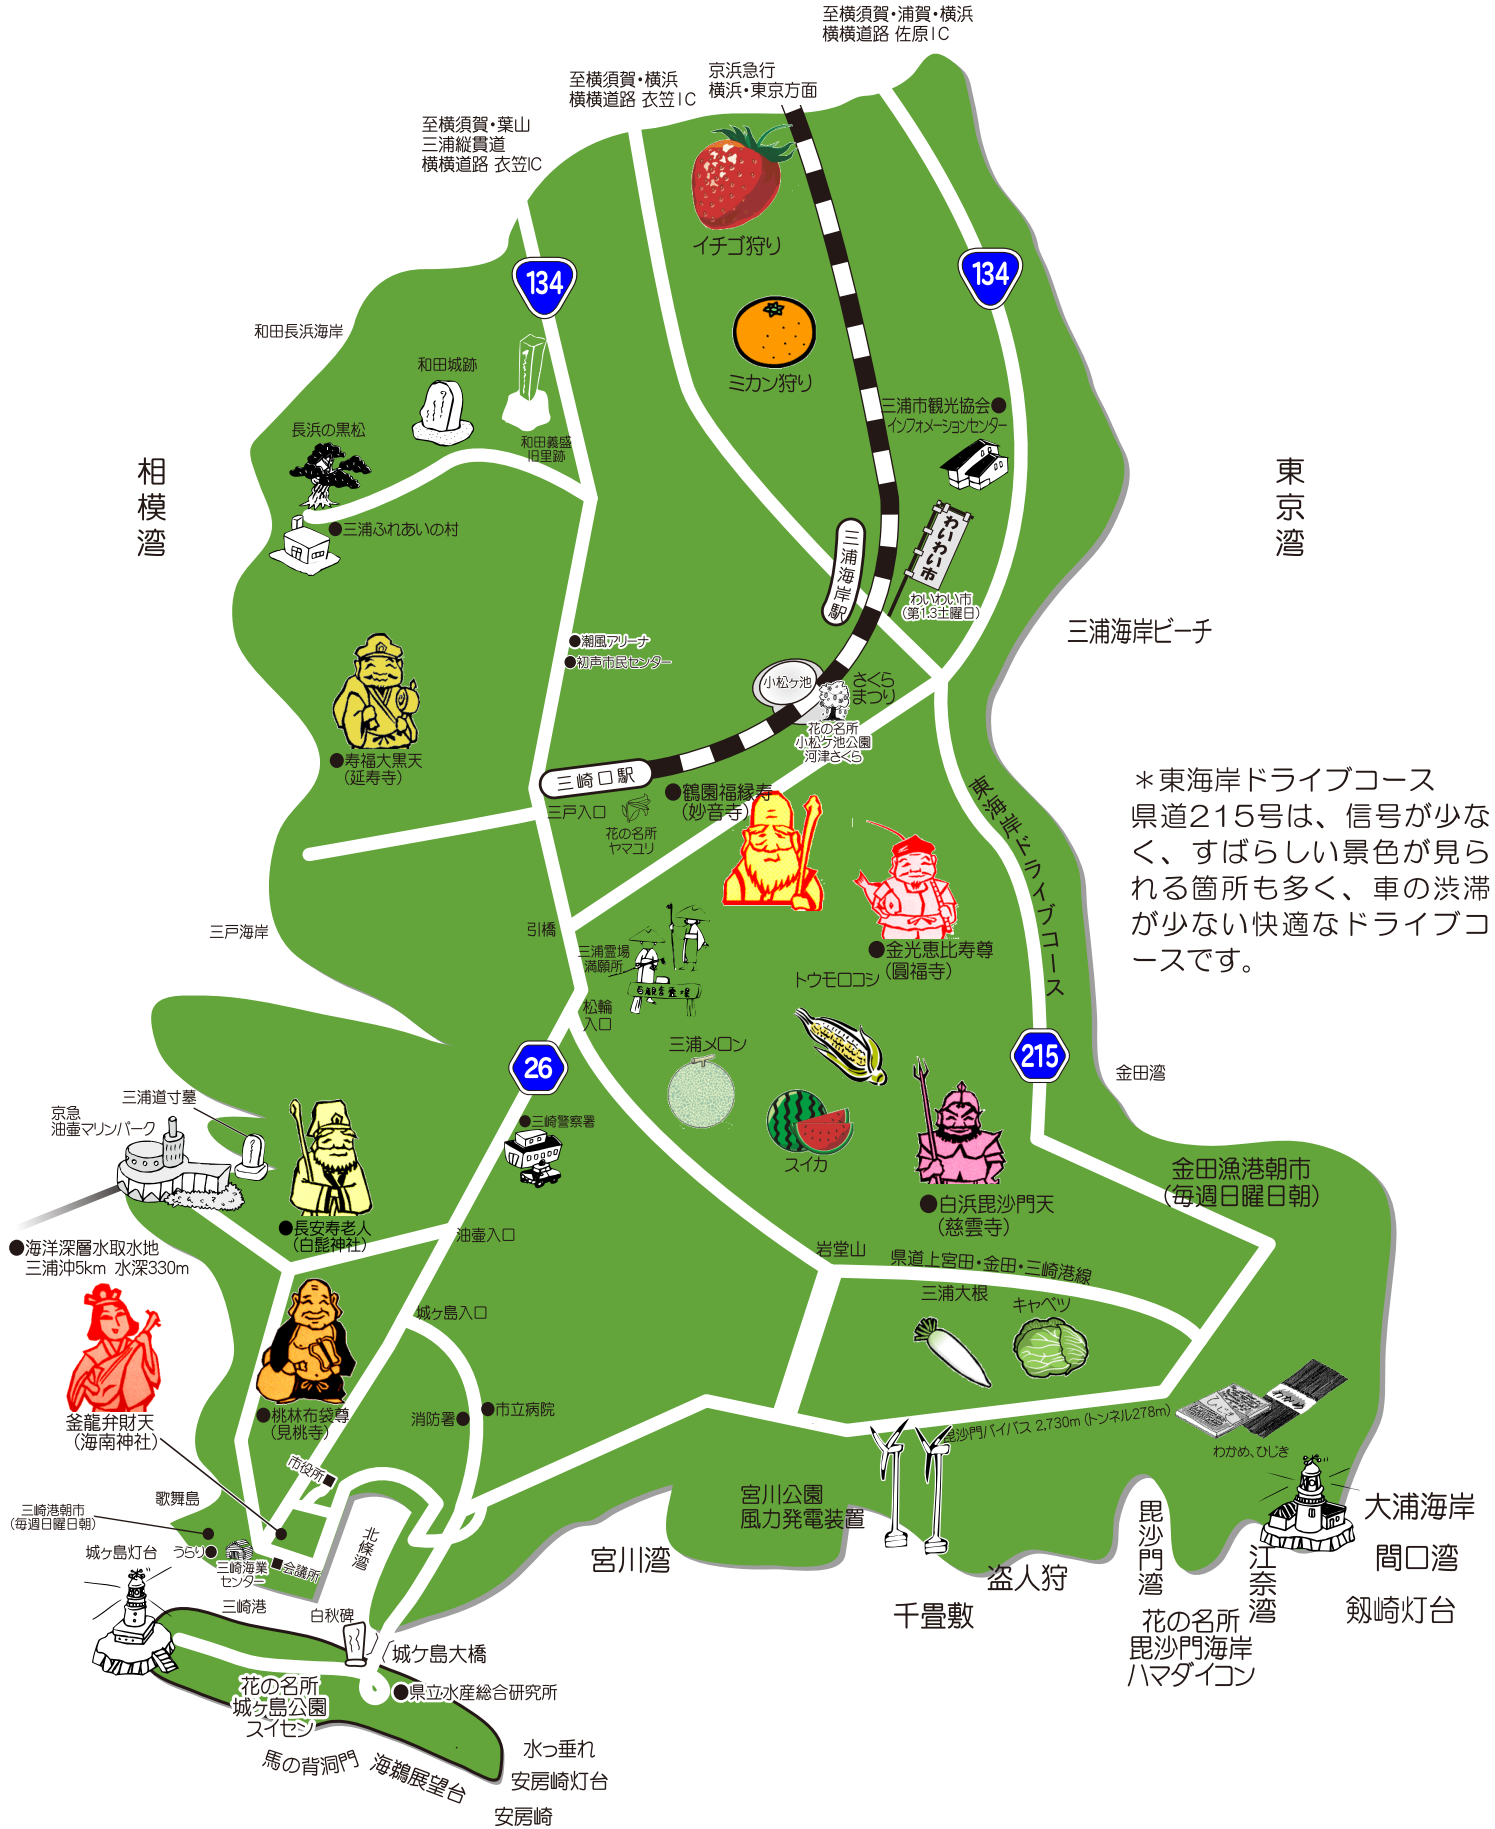 至横須賀・浦賀・横浜
横横道路 佐原IC
京浜急行
横浜・東京方面
至横須賀・横浜
横横道路 衣笠IC
至横須賀・葉山
三浦縦貫道
横横道路 衣笠IC
イチゴ狩り
134
134
和田長浜海岸
和田城跡
ミカン狩り
三浦市観光協会●
インフォメーションセンター
長浜の黒松
和田義盛
旧里跡
相模湾
東京湾
●三浦ふれあいの村
三浦海岸駅
わいわい市
わいわい市
(第1.3土曜日)
三浦海岸ビーチ
●潮風アリーナ
●初声市民センター
小松ヶ池
さくら
まつり
花の名所
小松ケ池公園
河津さくら
●寿福大黒天
(延寿寺)
三崎口駅
三戸入口
花の名所
ヤマユリ
●鶴園福縁寿
(妙音寺)
東海岸ドライブコース
＊東海岸ドライブコース
県道215号は、信号が少な
く、すばらしい景色が見ら
れる箇所も多く、車の渋滞
が少ない快適なドライブコ
ースです。
三戸海岸
引橋
三浦霊場
満願所
●金光恵比寿尊
(圓福寺)
トウモロコシ
松輪
入口
三浦メロン
26
215
金田湾
三浦道寸墓
京急
油壺マリンパーク
●三崎警察署
スイカ
金田漁港朝市
(毎週日曜日朝)
●白浜毘沙門天
(慈雲寺)
●長安寿老人
(白髭神社)
油壺入口
岩堂山
県道上宮田・金田・三崎港線
●海洋深層水取水地
三浦沖5km 水深330m
三浦大根
キャベツ
城ヶ島入口
釜龍弁財天
(海南神社)
●桃林布袋尊
(見桃寺)
消防署●
●市立病院
毘沙門バイパス 2,730m(トンネル278m)
わかめ、ひじき
市役所■
歌舞島
三崎港朝市
(毎週日曜日朝)
北條湾
宮川公園
風力発電装置
大浦海岸
城ヶ島灯台
うらり●
三崎海業
センター
■会議所
宮川湾
盗人狩
毘沙門湾
江奈湾
間口湾
三崎港
白秋碑
千畳敷
剱崎灯台
花の名所
毘沙門海岸
ハマダイコン
城ケ島大橋
花の名所
城ヶ島公園
スイセン
●県立水産総合研究所
馬の背洞門
海鵜展望台
水っ垂れ
安房崎灯台
安房崎